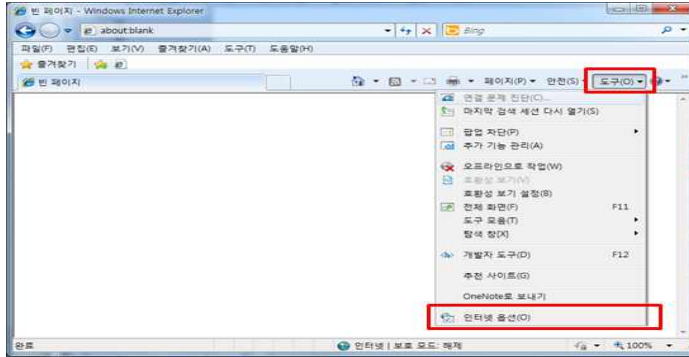 빈 페이지 - Windows Internet Explorer
about:blank
Bing
파일(F) 편집(E) 보기(V) 즐겨찾기(A) 도구(T) 도움말(H)
즐겨찾기
빈 페이지
페이지(P) 안전(S) 도구(O)
연결 문제 진단(C)...
마지막 검색 세션 다시 열기(S)
팝업 차단(P)
추가 기능 관리(A)
오프라인으로 작업(W)
호환성 보기(V)
호환성 보기 설정(B)
전체 화면(F) F11
도구 모음(T)
탐색 창(X)
개발자 도구(D) F12
추천 사이트(G)
OneNote로 보내기
인터넷 옵션(O)
완료 인터넷 | 보호 모드: 해제 100%